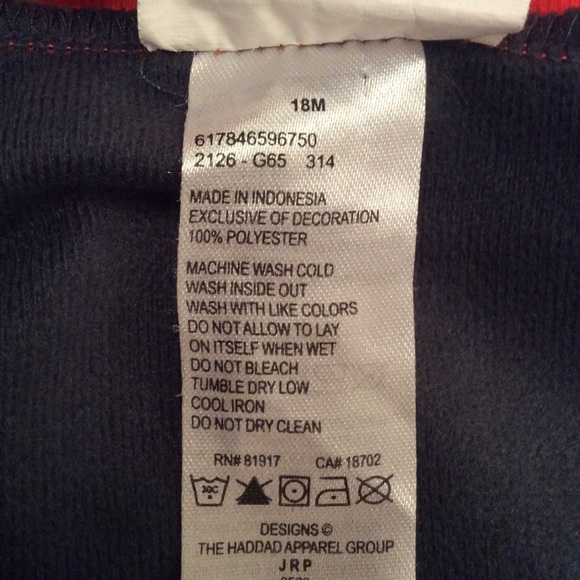 18M
617846596750
2126 - G65 314
MADE IN INDONESIA
EXCLUSIVE OF DECORATION
100% POLYESTER
MACHINE WASH COLD
WASH INSIDE OUT
WASH WITH LIKE COLORS
DO NOT ALLOW TO LAY
ON ITSELF WHEN WET
DO NOT BLEACH
TUMBLE DRY LOW
COOL IRON
DO NOT DRY CLEAN
RN# 81917 CA# 18702
30C
DESIGNS ©
THE HADDAD APPAREL GROUP
JRP